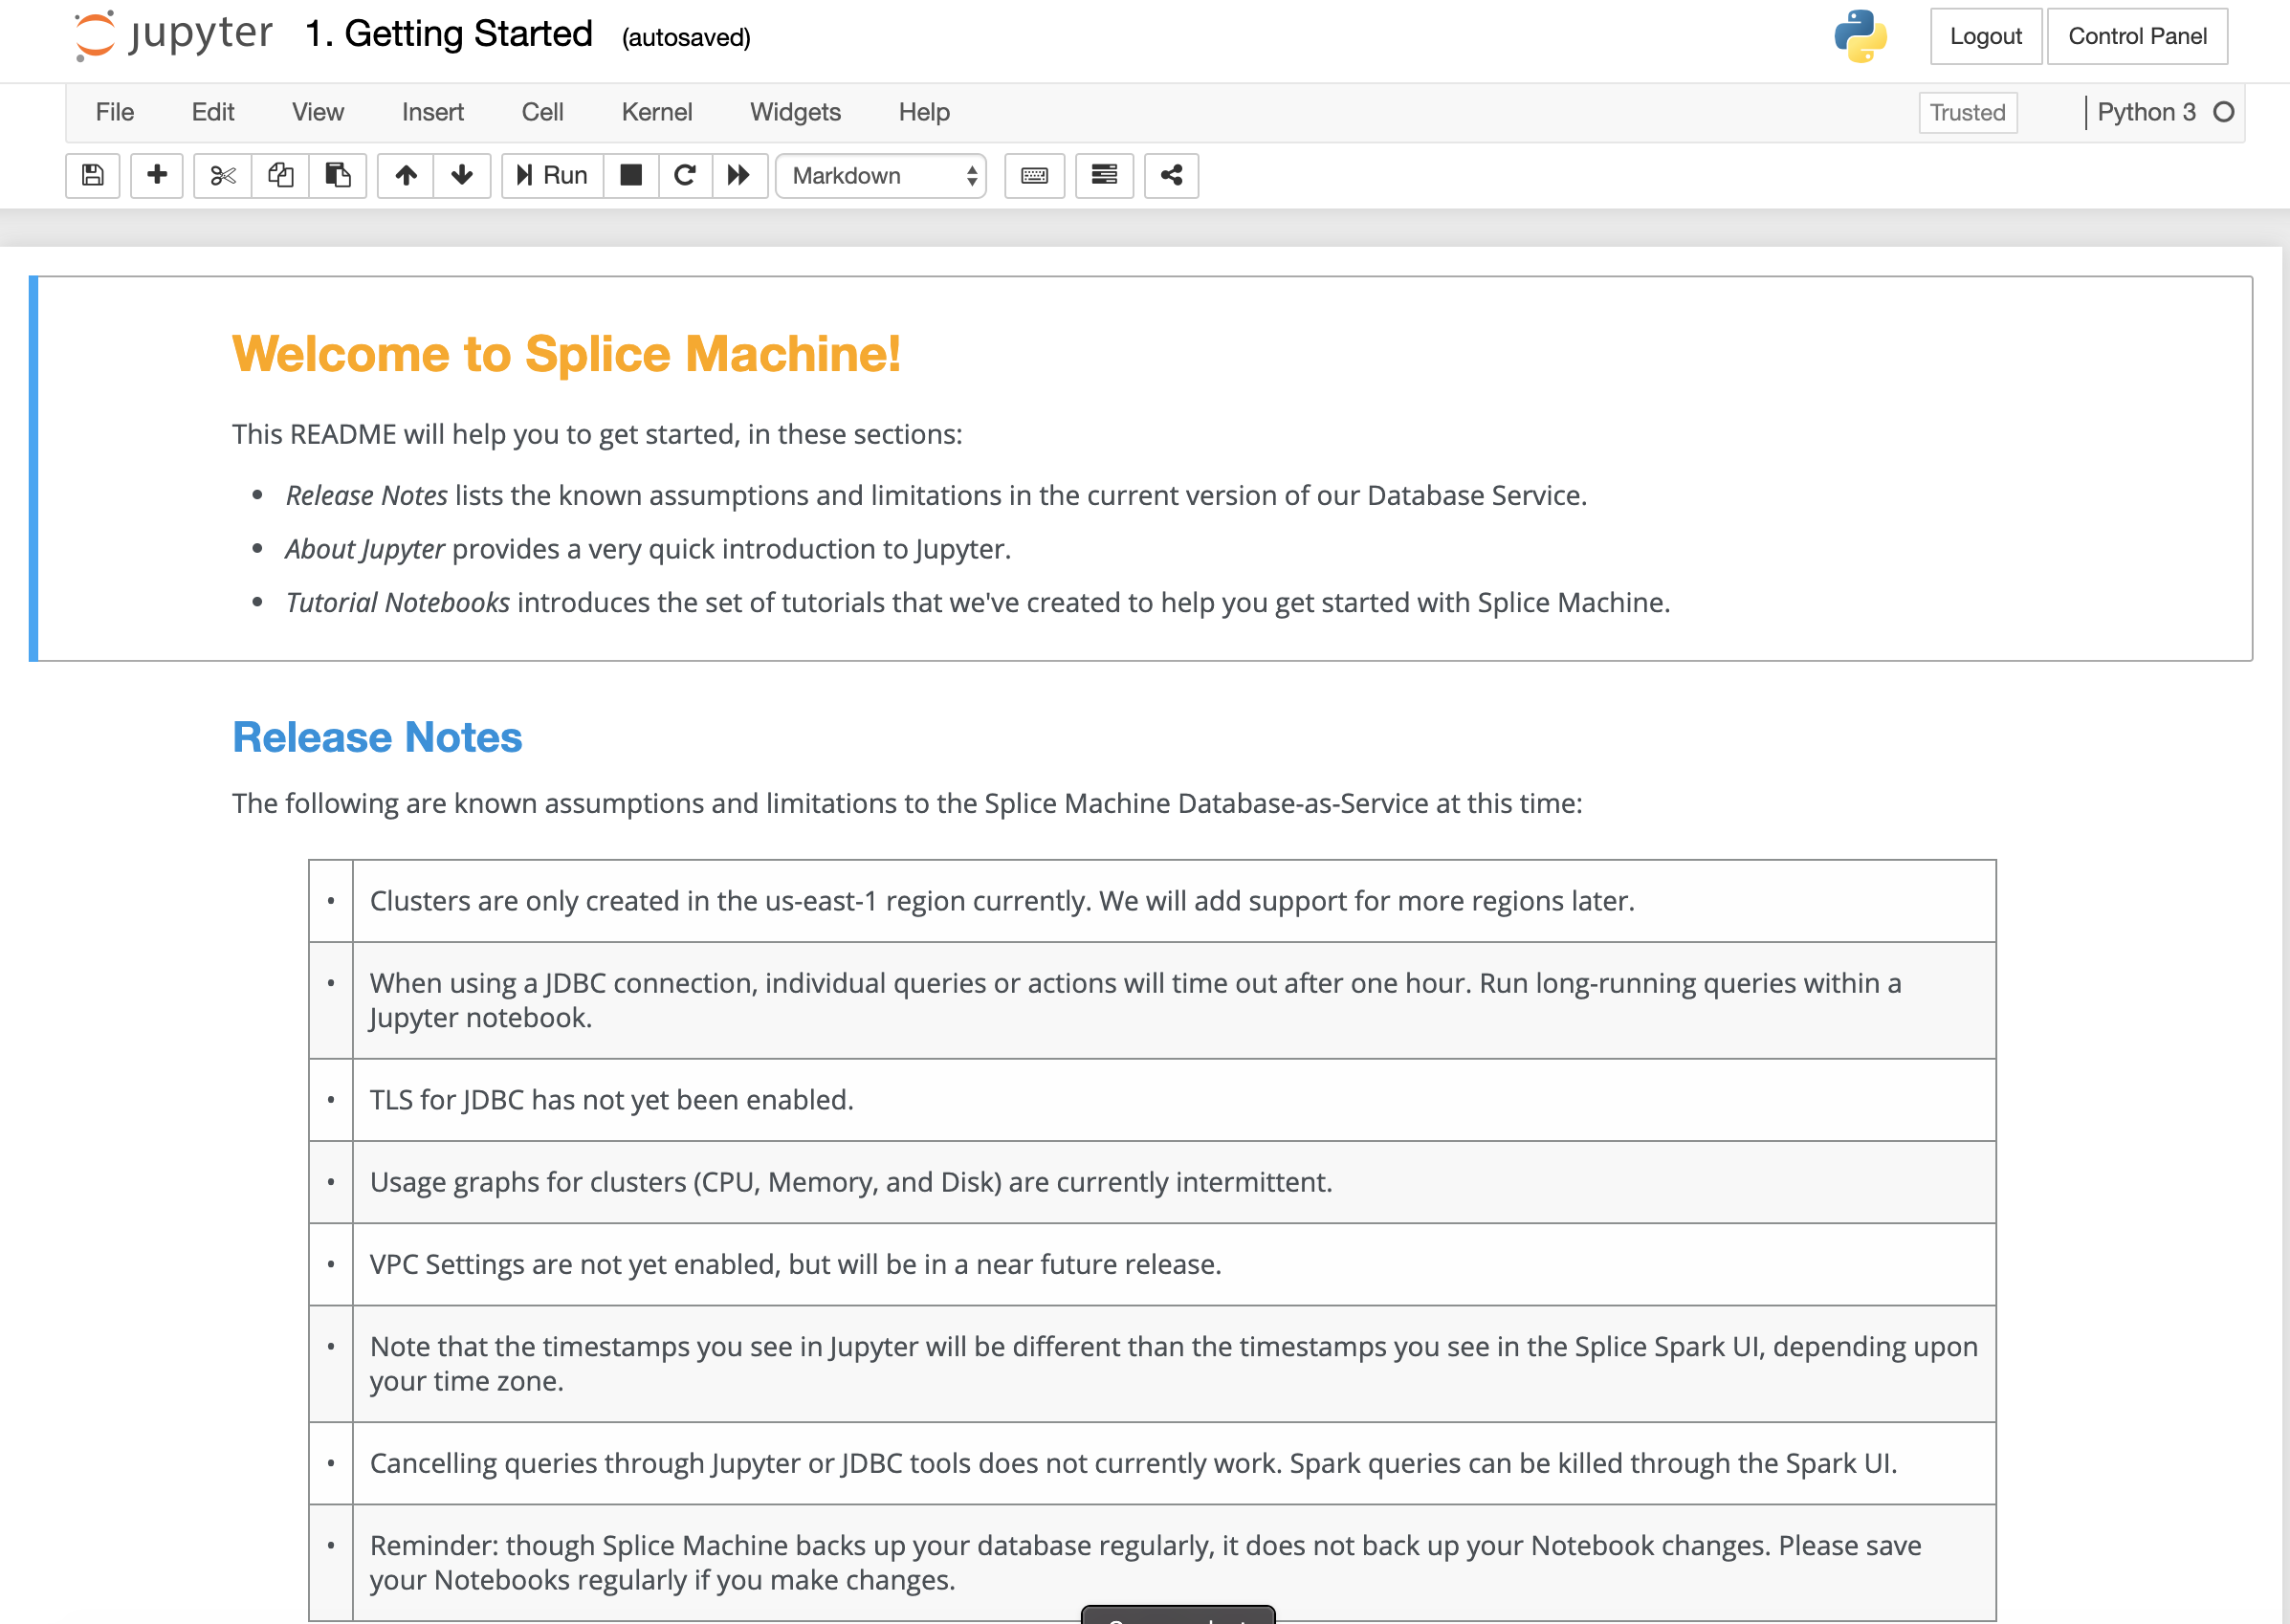 jupyter 1. Getting Started (autosaved) Logout Control Panel
File Edit View Insert Cell Kernel Widgets Help Trusted Python 3
Run Markdown
Welcome to Splice Machine!
This README will help you to get started, in these sections:
• Release Notes lists the known assumptions and limitations in the current version of our Database Service.
• About Jupyter provides a very quick introduction to Jupyter.
• Tutorial Notebooks introduces the set of tutorials that we've created to help you get started with Splice Machine.
Release Notes
The following are known assumptions and limitations to the Splice Machine Database-as-Service at this time:
• Clusters are only created in the us-east-1 region currently. We will add support for more regions later.
• When using a JDBC connection, individual queries or actions will time out after one hour. Run long-running queries within a
Jupyter notebook.
• TLS for JDBC has not yet been enabled.
• Usage graphs for clusters (CPU, Memory, and Disk) are currently intermittent.
• VPC Settings are not yet enabled, but will be in a near future release.
• Note that the timestamps you see in Jupyter will be different than the timestamps you see in the Splice Spark UI, depending upon
your time zone.
• Cancelling queries through Jupyter or JDBC tools does not currently work. Spark queries can be killed through the Spark UI.
• Reminder: though Splice Machine backs up your database regularly, it does not back up your Notebook changes. Please save
your Notebooks regularly if you make changes.